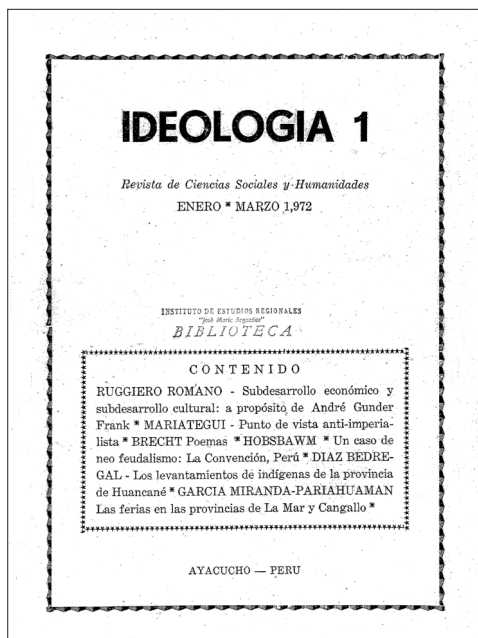 IDEOLOGIA 1
Revista de Ciencias Sociales y Humanidades
ENERO * MARZO 1,972
INSTITUTO DE ESTUDIOS REGIONALES
"José María Arguedas"
BIBLIOTECA
CONTENIDO
RUGGIERO ROMANO - Subdesarrollo económico y
subdesarrollo cultural: a propósito de André Gunder
Frank * MARIATEGUI - Punto de vista anti-imperia-
lista * BRECHT Poemas * HOBSBAWM * Un caso de
neo feudalismo: La Convención, Perú * DIAZ BEDRE-
GAL - Los levantamientos de indígenas de la provincia
de Huancané * GARCIA MIRANDA-PARIAHUAMAN
Las ferias en las provincias de La Mar y Cangallo *
AYACUCHO — PERU